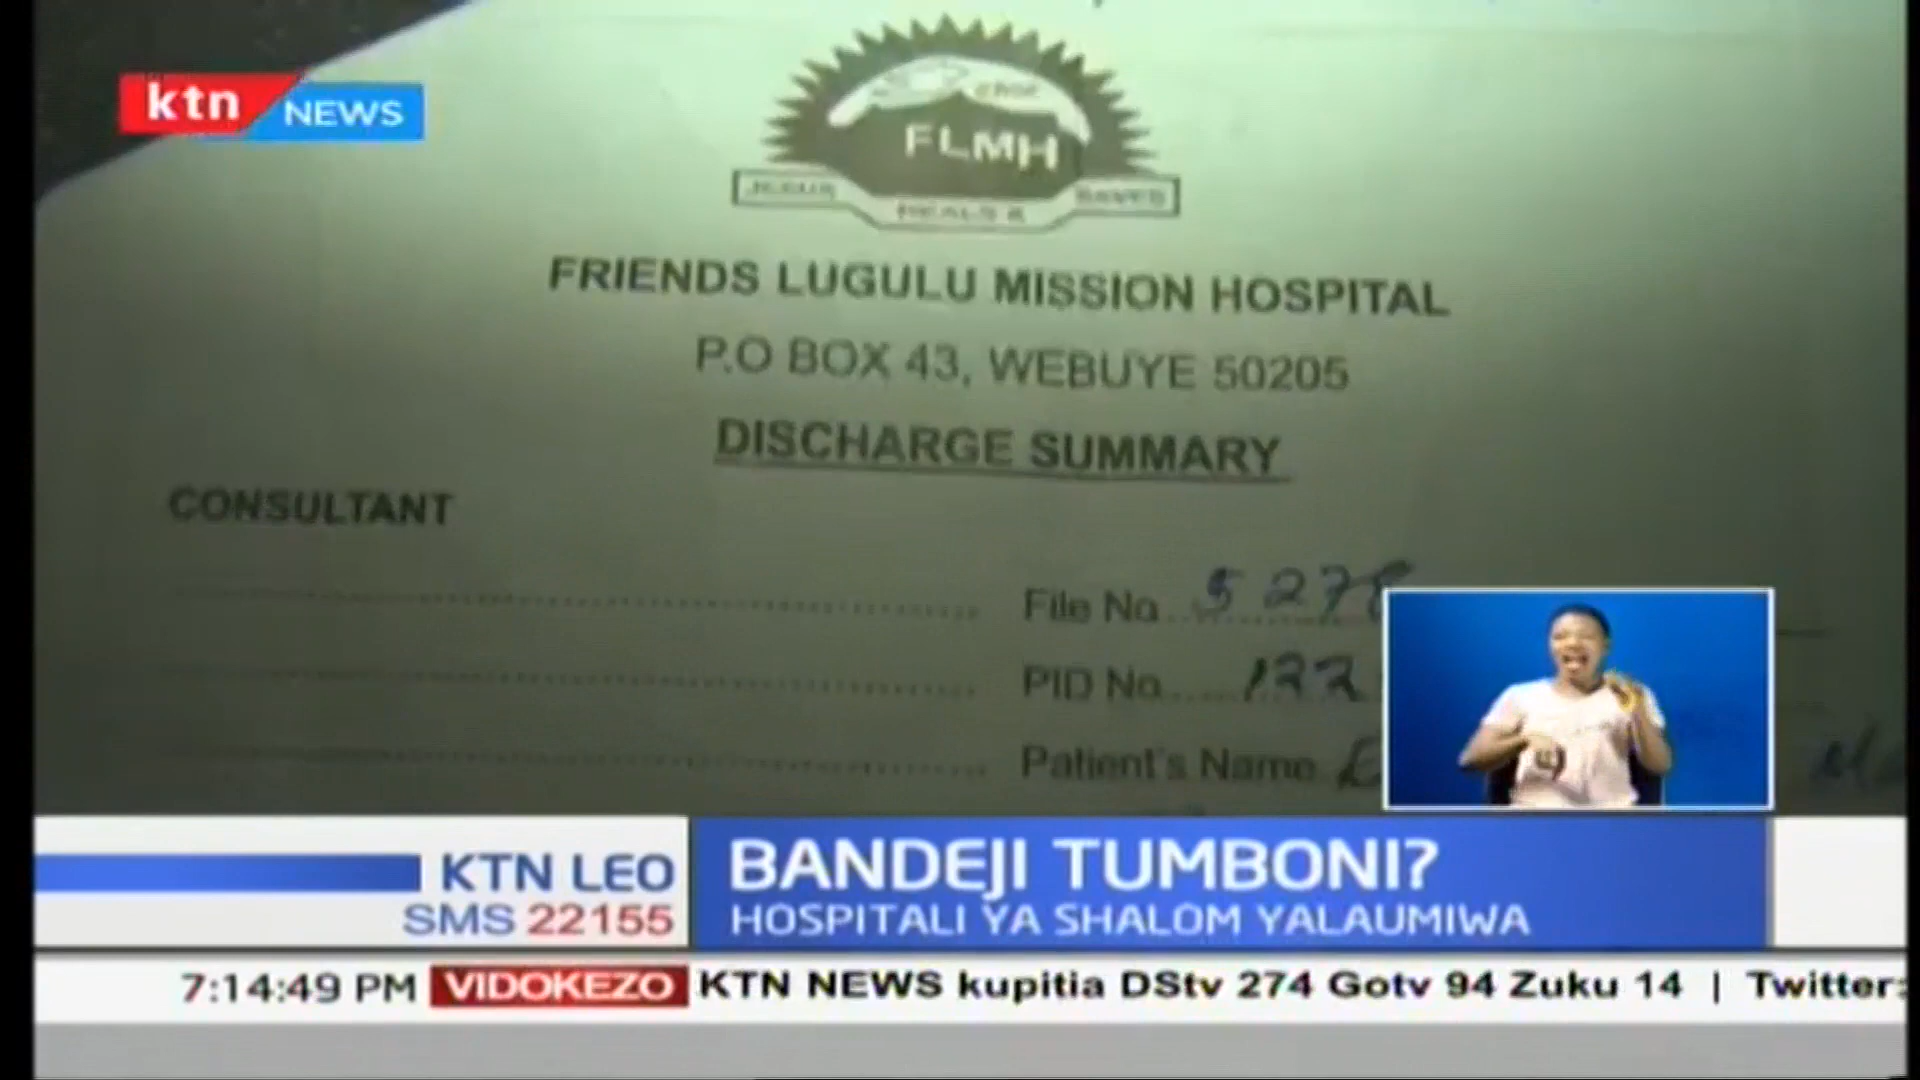 ktn NEWS
FLMH
JESUS HEALS & SAVES
FRIENDS LUGULU MISSION HOSPITAL
P.O BOX 43, WEBUYE 50205
DISCHARGE SUMMARY
CONSULTANT
File No 5278
PID No 122
Patient's Name
KTN LEO
SMS 22155
BANDEJI TUMBONI?
HOSPITALI YA SHALOM YALAUMIWA
7:14:49 PM VIDOKEZO KTN NEWS kupitia DStv 274 Gotv 94 Zuku 14 | Twitter: